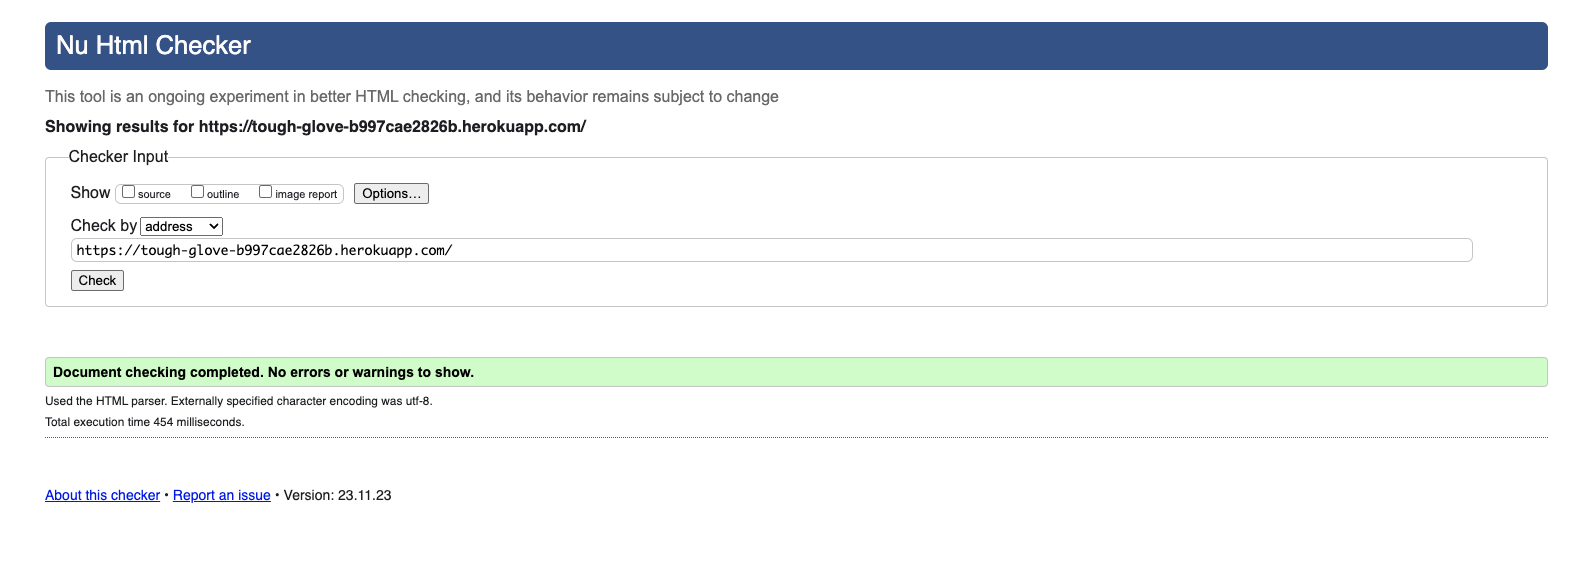 Nu Html Checker
This tool is an ongoing experiment in better HTML checking, and its behavior remains subject to change
Showing results for https://tough-glove-b997cae2826b.herokuapp.com/
Checker Input
Show source outline image report Options...
Check by address
https://tough-glove-b997cae2826b.herokuapp.com/
Check
Document checking completed. No errors or warnings to show.
Used the HTML parser. Externally specified character encoding was utf-8.
Total execution time 454 milliseconds.
About this checker • Report an issue • Version: 23.11.23